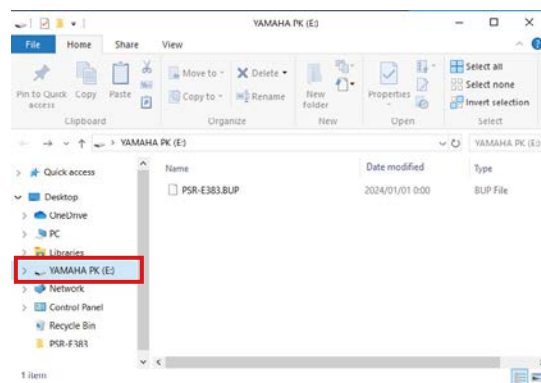 YAMAHA PK (E:)
File Home Share View
Pin to Quick access
Copy
Paste
Clipboard
Move to
Copy to
Delete
Rename
Organize
New folder
New
Properties
Open
Select all
Select none
Invert selection
Select
YAMAHA PK (E:)
YAMAHA PK (E:
Quick access
Desktop
OneDrive
PC
Libraries
YAMAHA PK (E:)
Network
Control Panel
Recycle Bin
PSR-E383
Name Date modified Type
PSR-E383.BUP 2024/01/01 0:00 BUP File
1 item